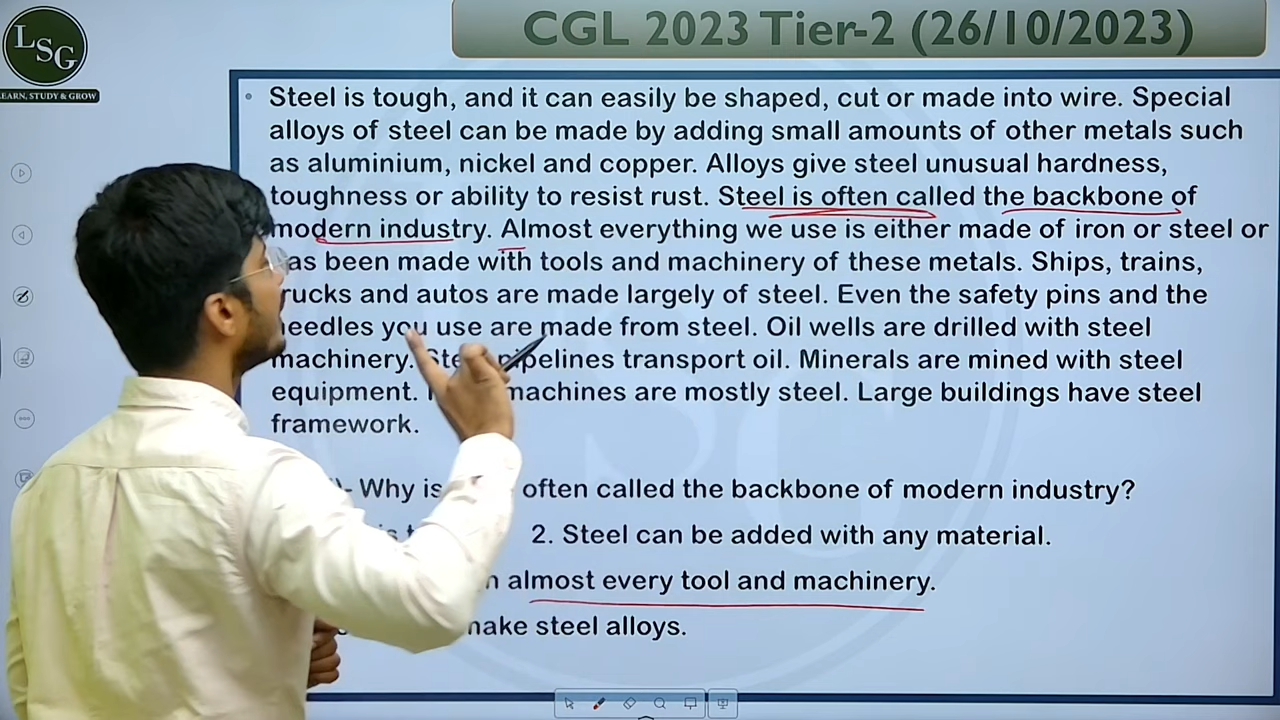 LSG
LEARN, STUDY & GROW
CGL 2023 Tier-2 (26/10/2023)
• Steel is tough, and it can easily be shaped, cut or made into wire. Special
alloys of steel can be made by adding small amounts of other metals such
as aluminium, nickel and copper. Alloys give steel unusual hardness,
toughness or ability to resist rust. Steel is often called the backbone of
modern industry. Almost everything we use is either made of iron or steel or
has been made with tools and machinery of these metals. Ships, trains,
trucks and autos are made largely of steel. Even the safety pins and the
needles you use are made from steel. Oil wells are drilled with steel
machinery. Steel pipelines transport oil. Minerals are mined with steel
equipment. machines are mostly steel. Large buildings have steel
framework.
Why is often called the backbone of modern industry?
2. Steel can be added with any material.
almost every tool and machinery.
make steel alloys.